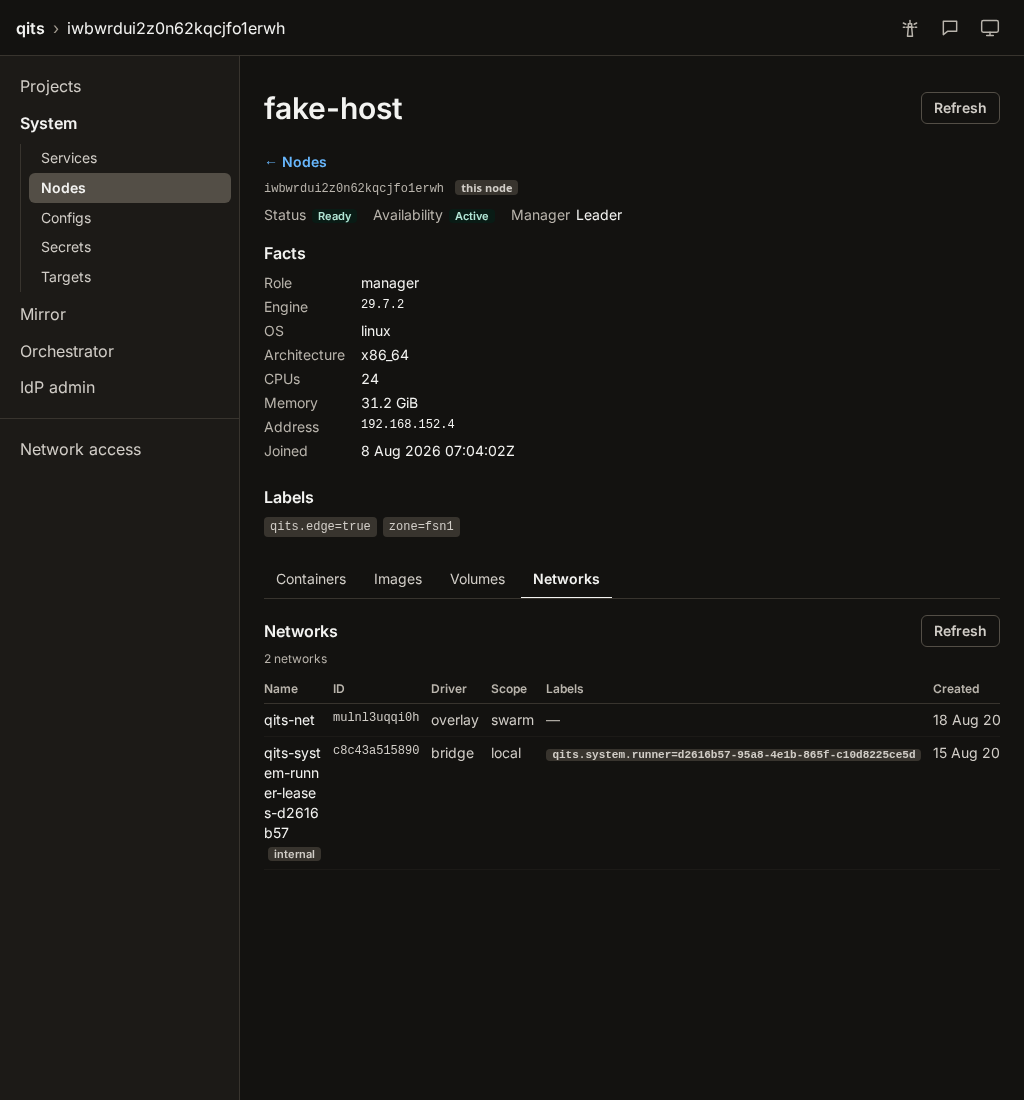 qits › iwbwrdui2z0n62kqcjfo1erwh
Projects
System
Services
Nodes
Configs
Secrets
Targets
Mirror
Orchestrator
IdP admin
Network access
fake-host
Refresh
← Nodes
iwbwrdui2z0n62kqcjfo1erwh this node
Status Ready Availability Active Manager Leader
Facts
Role manager
Engine 29.7.2
OS linux
Architecture x86_64
CPUs 24
Memory 31.2 GiB
Address 192.168.152.4
Joined 8 Aug 2026 07:04:02Z
Labels
qits.edge=true zone=fsn1
Containers Images Volumes Networks
Networks
Refresh
2 networks
Name ID Driver Scope Labels Created
qits-net mulnl3uqqi0h overlay swarm — 18 Aug 20
qits-syst c8c43a515890 bridge local qits.system.runner=d2616b57-95a8-4e1b-865f-c10d8225ce5d 15 Aug 20
em-runn
er-lease
s-d2616
b57
internal